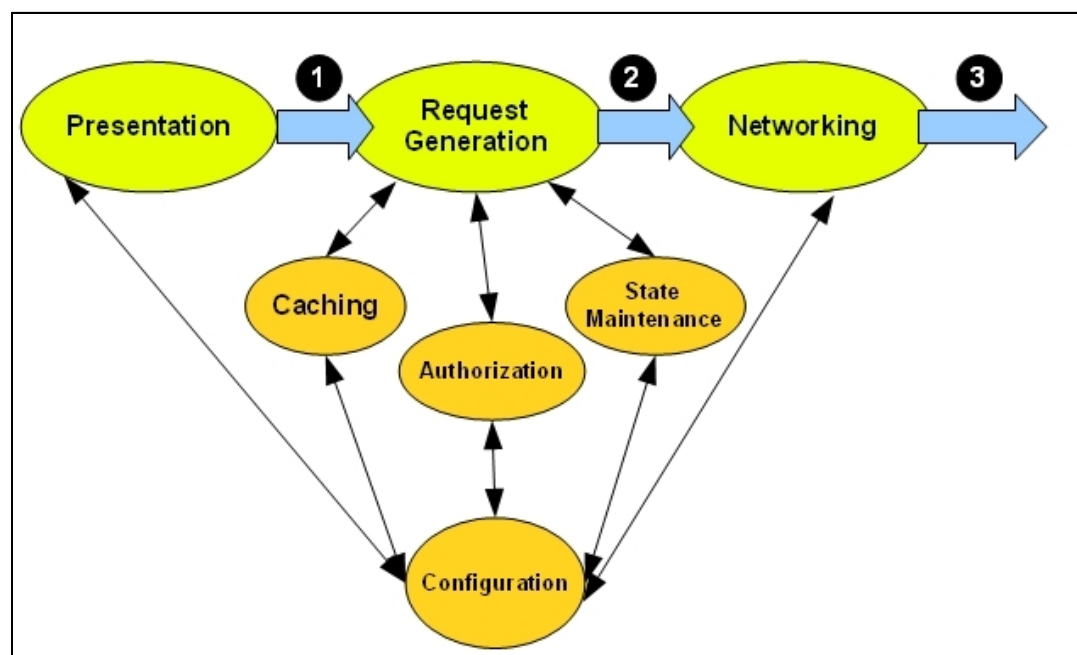 1
2
3
Presentation
Request
Generation
Networking
Caching
State
Maintenance
Authorization
Configuration